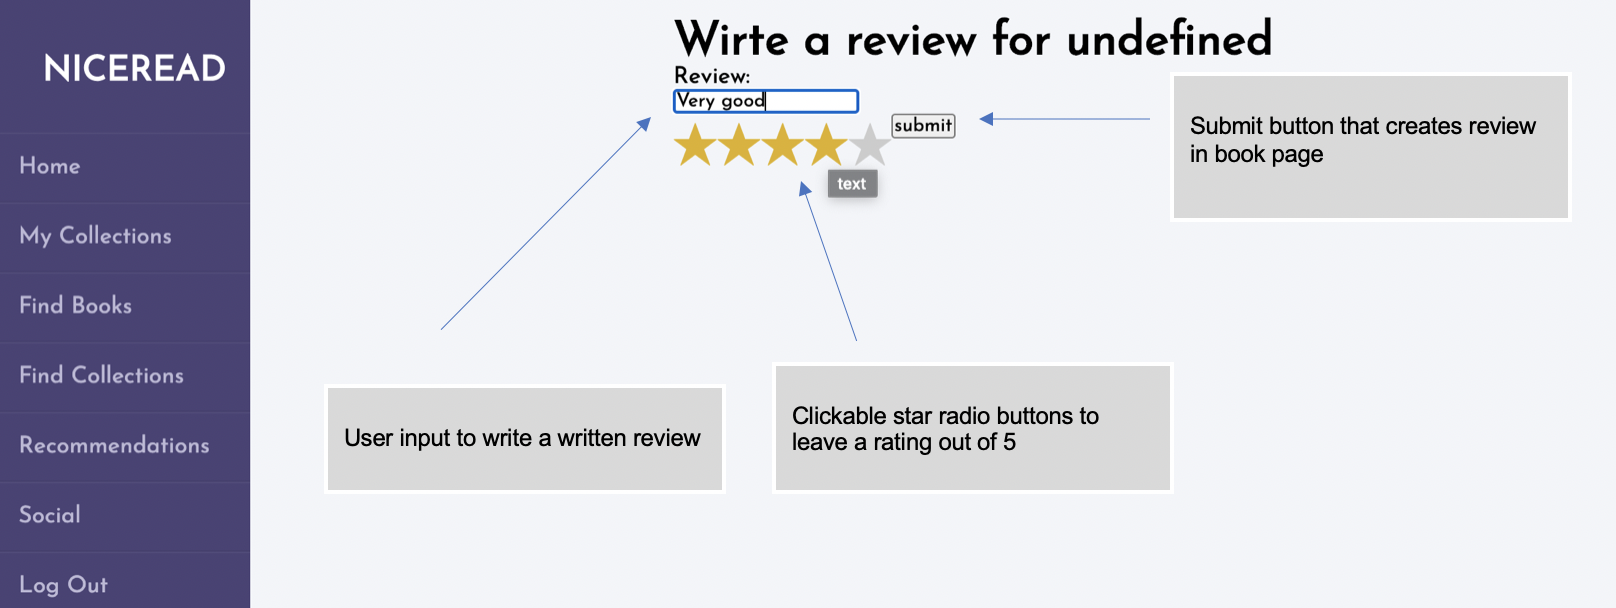 NICEREAD
Home
My Collections
Find Books
Find Collections
Recommendations
Social
Log Out
Wirte a review for undefined
Review:
Very good
submit
text
Submit button that creates review
in book page
User input to write a written review
Clickable star radio buttons to
leave a rating out of 5